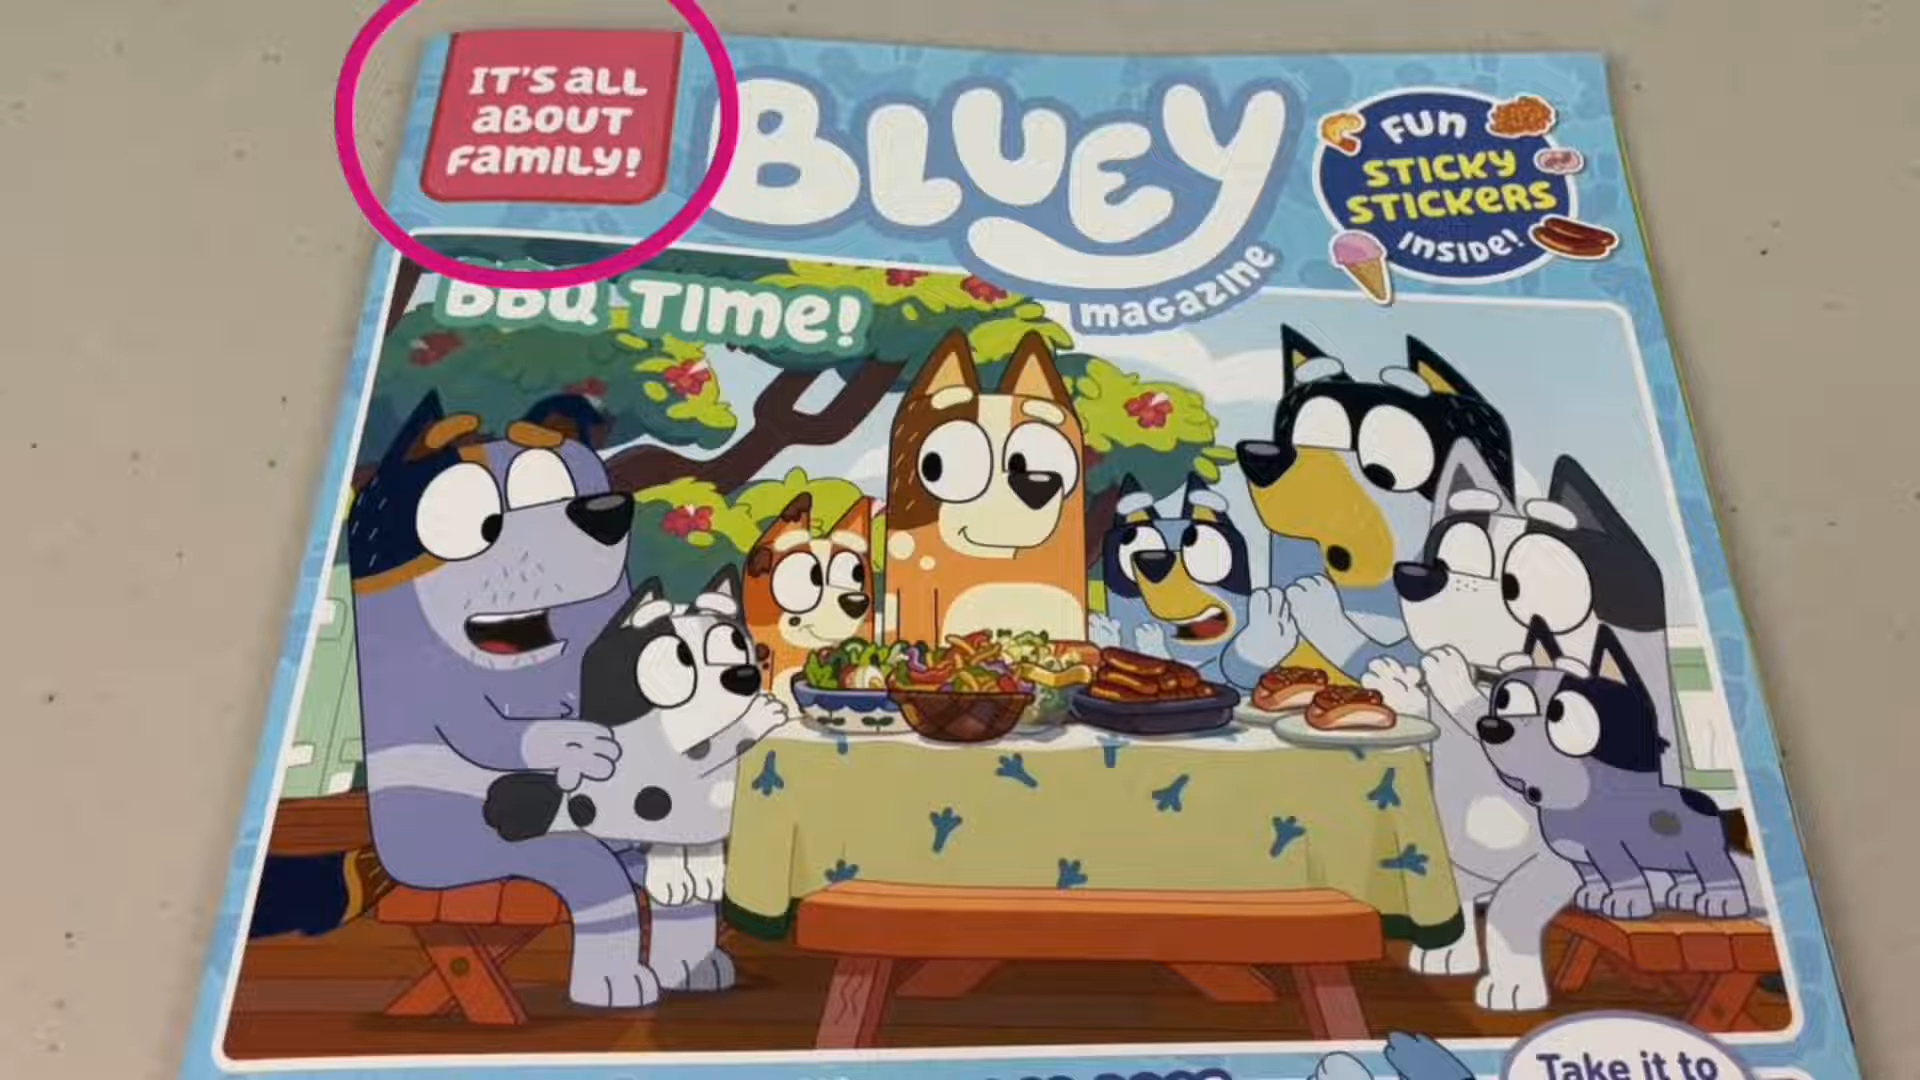 IT'S ALL
ABOUT
FAMILY!
BLUEY
magazine
FUN
STICKY
STICKERS
INSIDE!
BBQ TIME!
Take it to